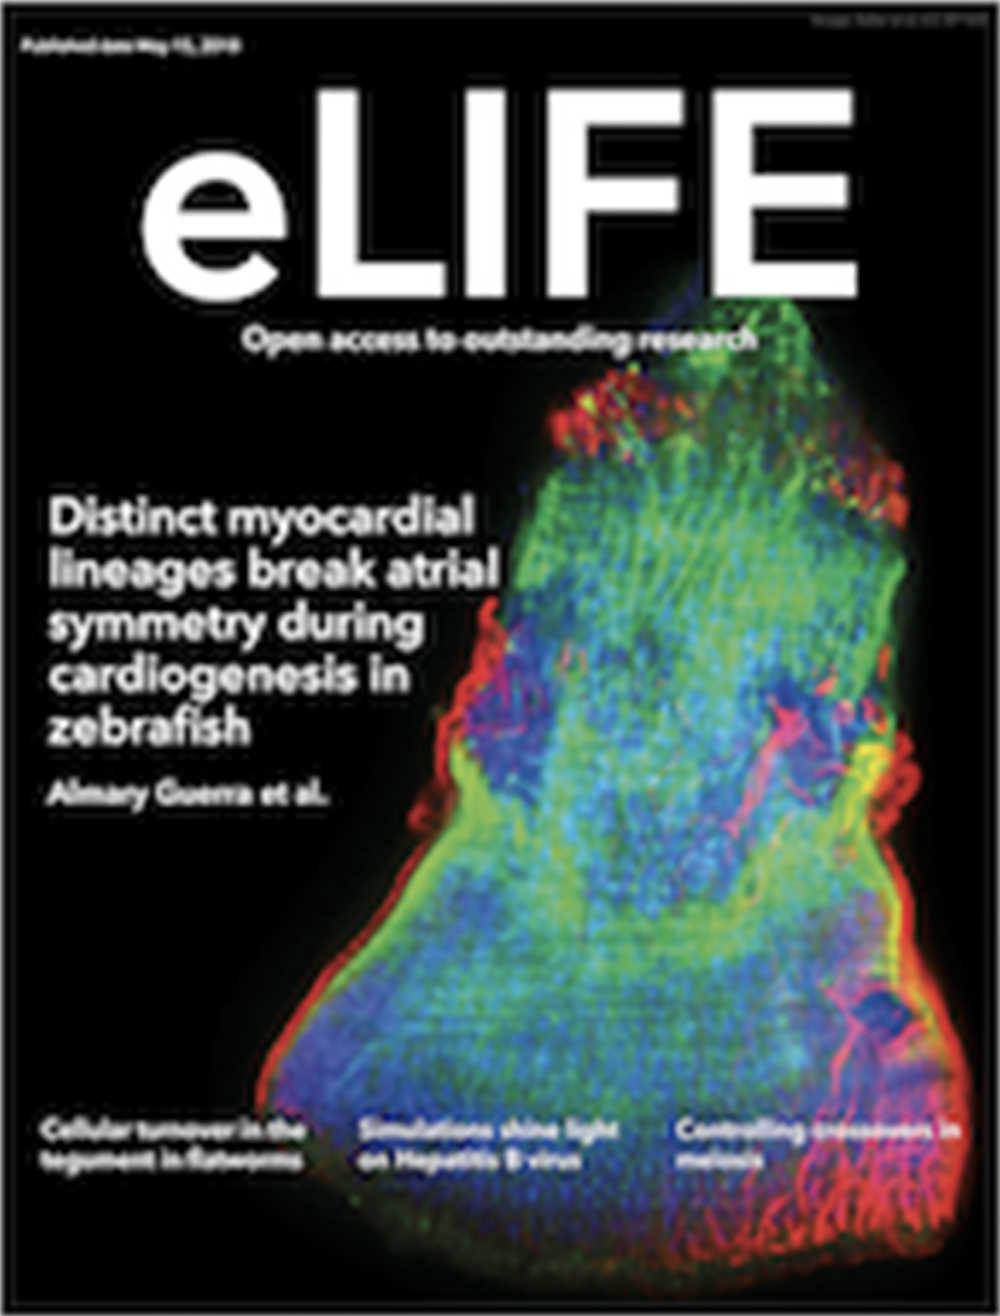 Published date May 15, 2018
eLIFE
Open access to outstanding research
Distinct myocardial
lineages break atrial
symmetry during
cardiogenesis in
zebrafish
Almary Guerra et al.
Cellular turnover in the
tegument in flatworms
Simulations shine light
on Hepatitis B virus
Controlling crossovers in
meiosis